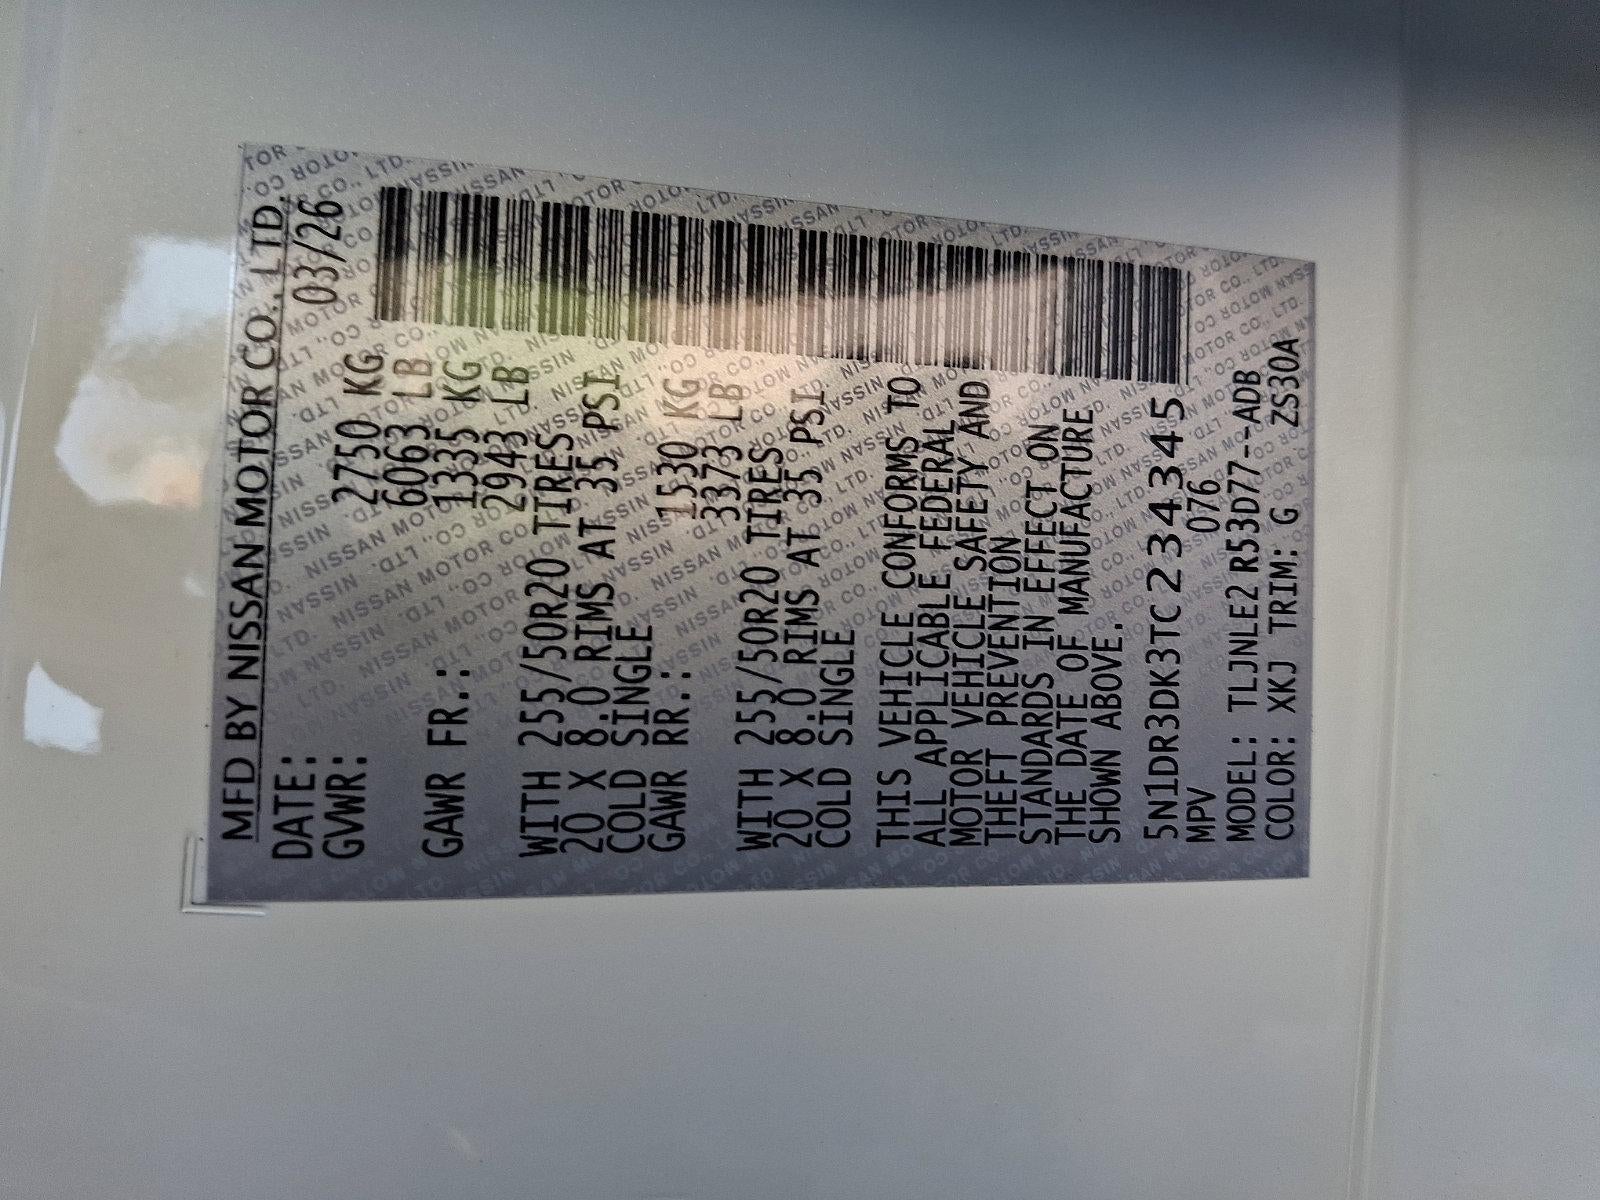 MFD BY NISSAN MOTOR CO., LTD.
DATE: 03/26
GVWR: 2750 KG
6063 LB
GAWR FR.: 1335 KG
2943 LB
WITH 255/50R20 TIRES
20 X 8.0 RIMS AT 35 PSI
COLD SINGLE
GAWR RR.: 1530 KG
3373 LB
WITH 255/50R20 TIRES
20 X 8.0 RIMS AT 35 PSI
COLD SINGLE
THIS VEHICLE CONFORMS TO
ALL APPLICABLE FEDERAL
MOTOR VEHICLE SAFETY AND
THEFT PREVENTION
STANDARDS IN EFFECT ON
THE DATE OF MANUFACTURE
SHOWN ABOVE.
5N1DR3DK3TC234345
MPV 076
MODEL: TLJNLE2 R53D77--ADB
COLOR: XKJ TRIM: G ZS30A